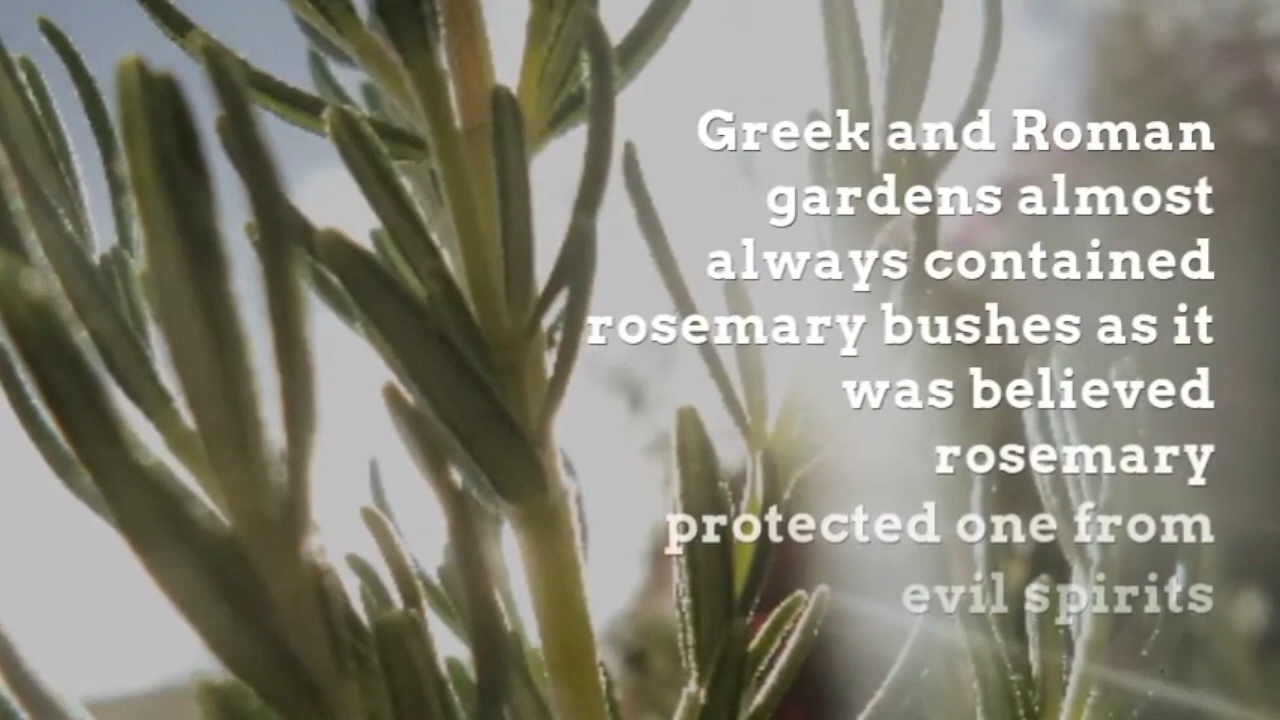 Greek and Roman
gardens almost
always contained
rosemary bushes as it
was believed
rosemary
protected one from
evil spirits